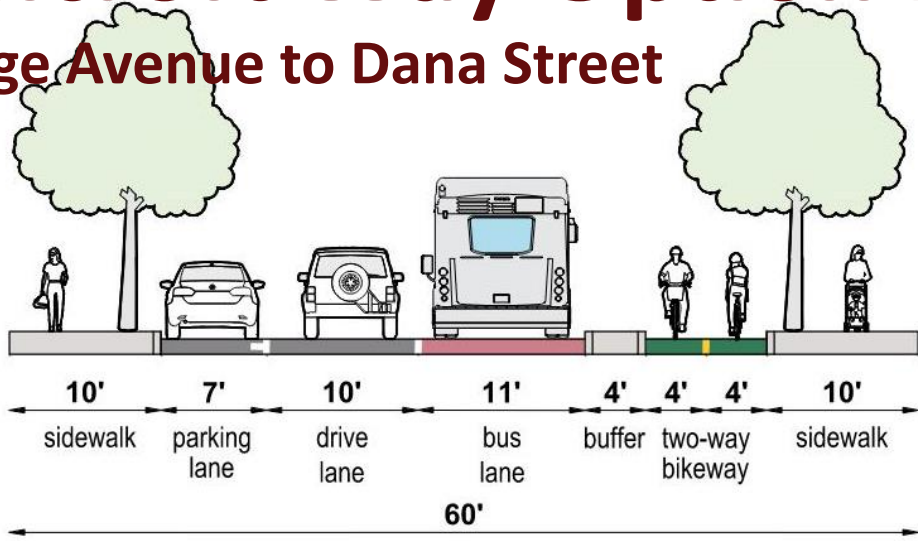 Avenue to Dana Street
10' 7' 10' 11' 4' 4' 4' 10'
sidewalk parking lane drive lane bus lane buffer two-way bikeway sidewalk
60'